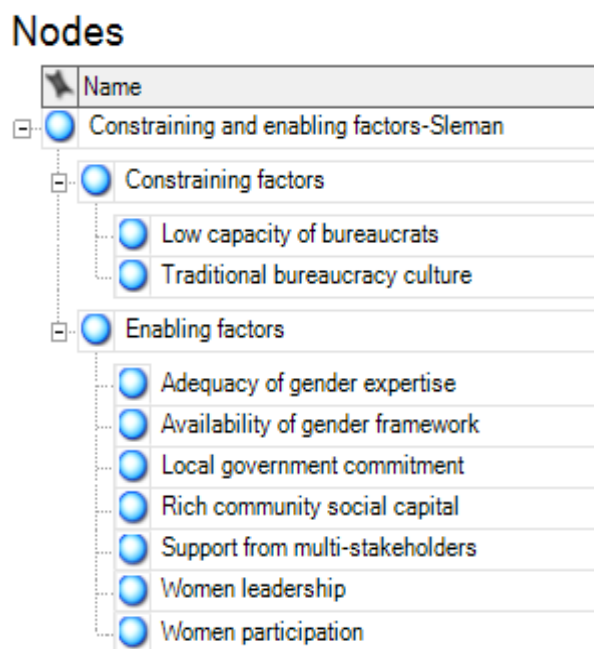 Nodes
Name
Constraining and enabling factors-Sleman
Constraining factors
Low capacity of bureaucrats
Traditional bureaucracy culture
Enabling factors
Adequacy of gender expertise
Availability of gender framework
Local government commitment
Rich community social capital
Support from multi-stakeholders
Women leadership
Women participation